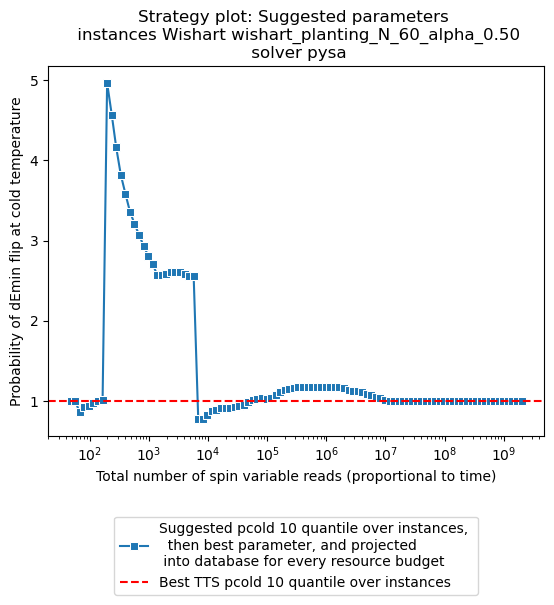 Strategy plot: Suggested parameters
instances Wishart wishart_planting_N_60_alpha_0.50
solver pysa
Probability of dEmin flip at cold temperature
5
4
3
2
1
10² 10³ 10⁴ 10⁵ 10⁶ 10⁷ 10⁸ 10⁹
Total number of spin variable reads (proportional to time)
Suggested pcold 10 quantile over instances,
then best parameter, and projected
into database for every resource budget
Best TTS pcold 10 quantile over instances